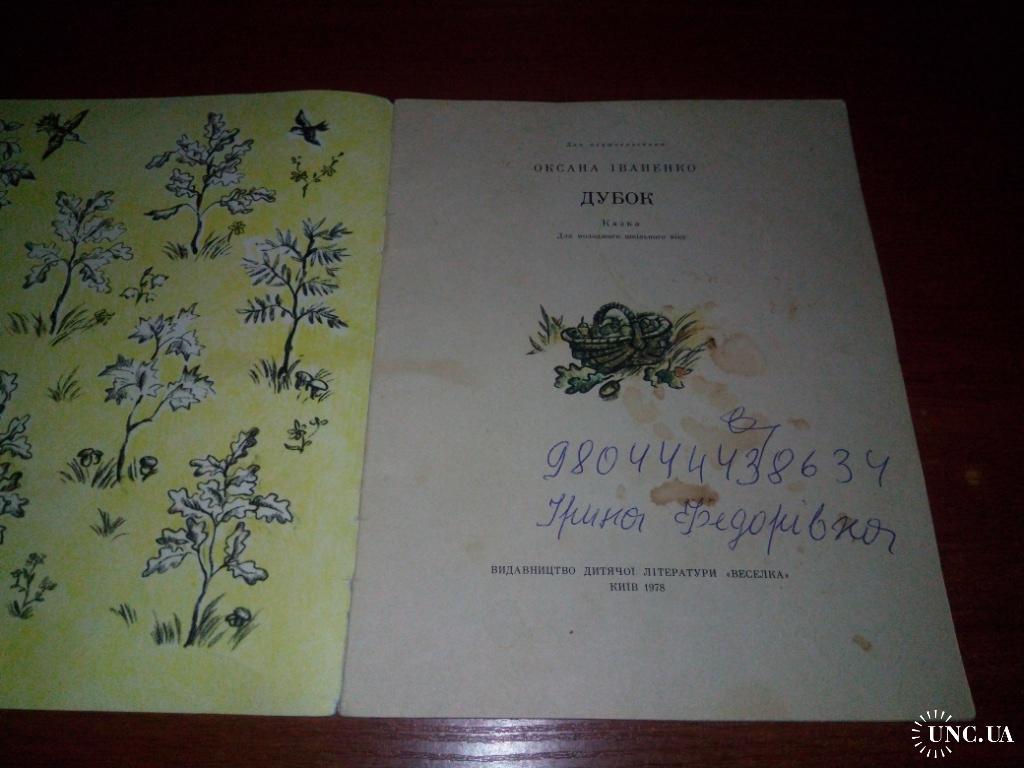 ОКСАНА ІВАНЕНКО
ДУБОК
Казка
Для молодшого шкільного віку
980444438634
Ірина Федорівна
ВИДАВНИЦТВО ДИТЯЧОЇ ЛІТЕРАТУРИ «ВЕСЕЛКА»
КИЇВ 1978
UNC.UA